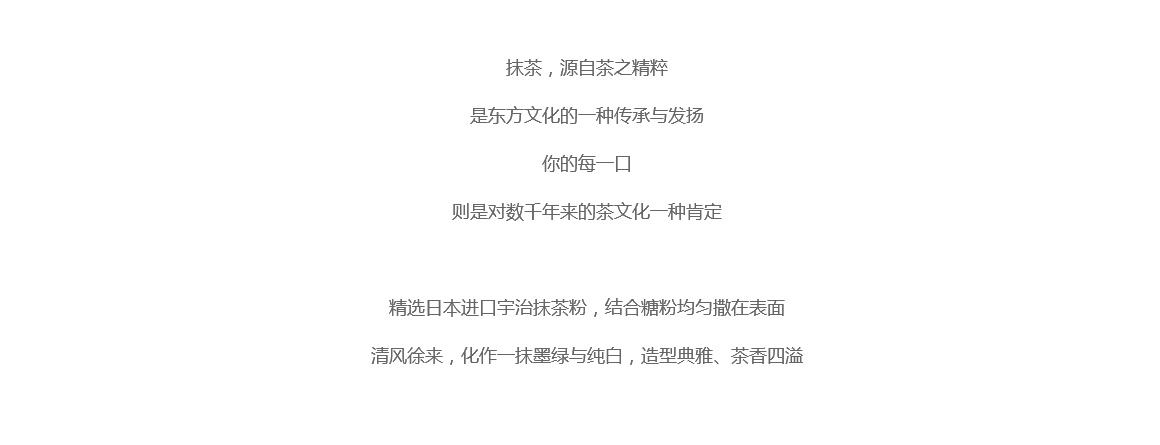 抹茶，源自茶之精粹
是东方文化的一种传承与发扬
你的每一口
则是对数千年来的茶文化一种肯定
精选日本进口宇治抹茶粉，结合糖粉均匀撒在表面
清风徐来，化作一抹墨绿与纯白，造型典雅、茶香四溢